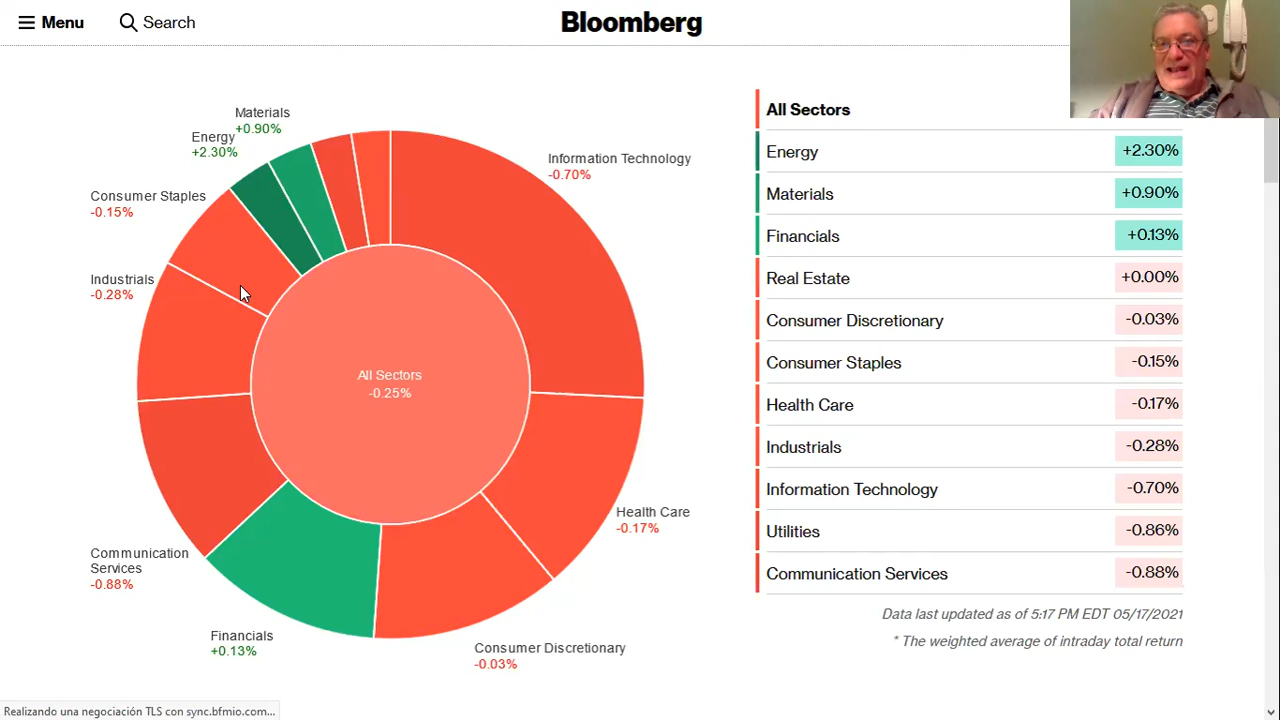 Menu
Search
Bloomberg
Materials
+0.90%
Energy
+2.30%
Consumer Staples
-0.15%
Industrials
-0.28%
Information Technology
-0.70%
All Sectors
-0.25%
Health Care
-0.17%
Communication
Services
-0.88%
Financials
+0.13%
Consumer Discretionary
-0.03%
All Sectors
Energy +2.30%
Materials +0.90%
Financials +0.13%
Real Estate +0.00%
Consumer Discretionary -0.03%
Consumer Staples -0.15%
Health Care -0.17%
Industrials -0.28%
Information Technology -0.70%
Utilities -0.86%
Communication Services -0.88%
Data last updated as of 5:17 PM EDT 05/17/2021
* The weighted average of intraday total return
Realizando una negociación TLS con sync.bfmio.com...